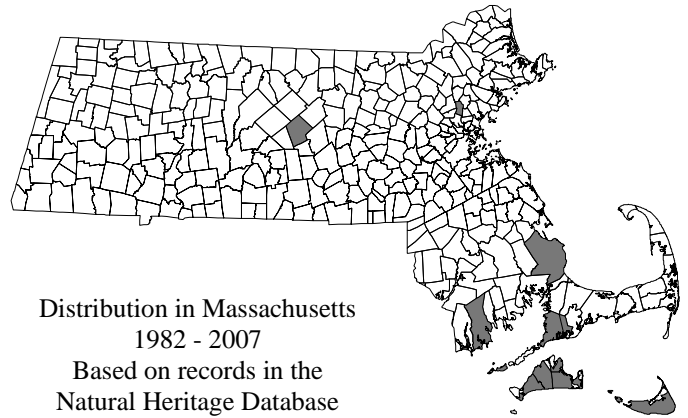 Distribution in Massachusetts
1982 - 2007
Based on records in the
Natural Heritage Database